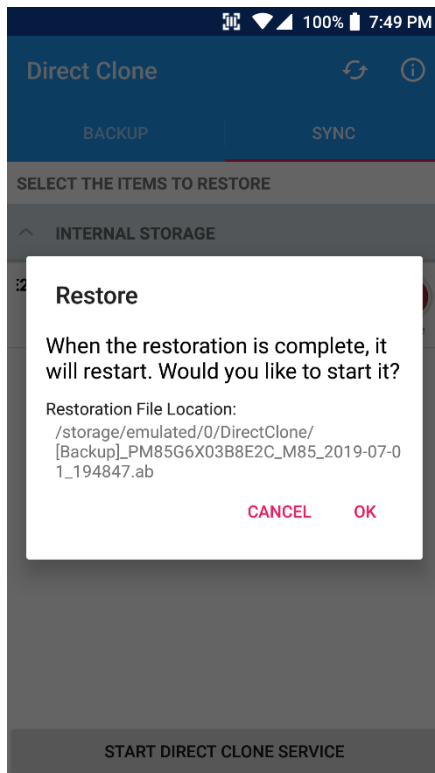 100% 7:49 PM
Direct Clone
BACKUP
SYNC
SELECT THE ITEMS TO RESTORE
INTERNAL STORAGE
Restore
When the restoration is complete, it
will restart. Would you like to start it?
Restoration File Location:
/storage/emulated/0/DirectClone/
[Backup]_PM85G6X03B8E2C_M85_2019-07-0
1_194847.ab
CANCEL
OK
START DIRECT CLONE SERVICE